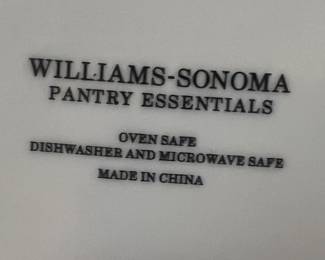 WILLIAMS-SONOMA
PANTRY ESSENTIALS
OVEN SAFE
DISHWASHER AND MICROWAVE SAFE
MADE IN CHINA